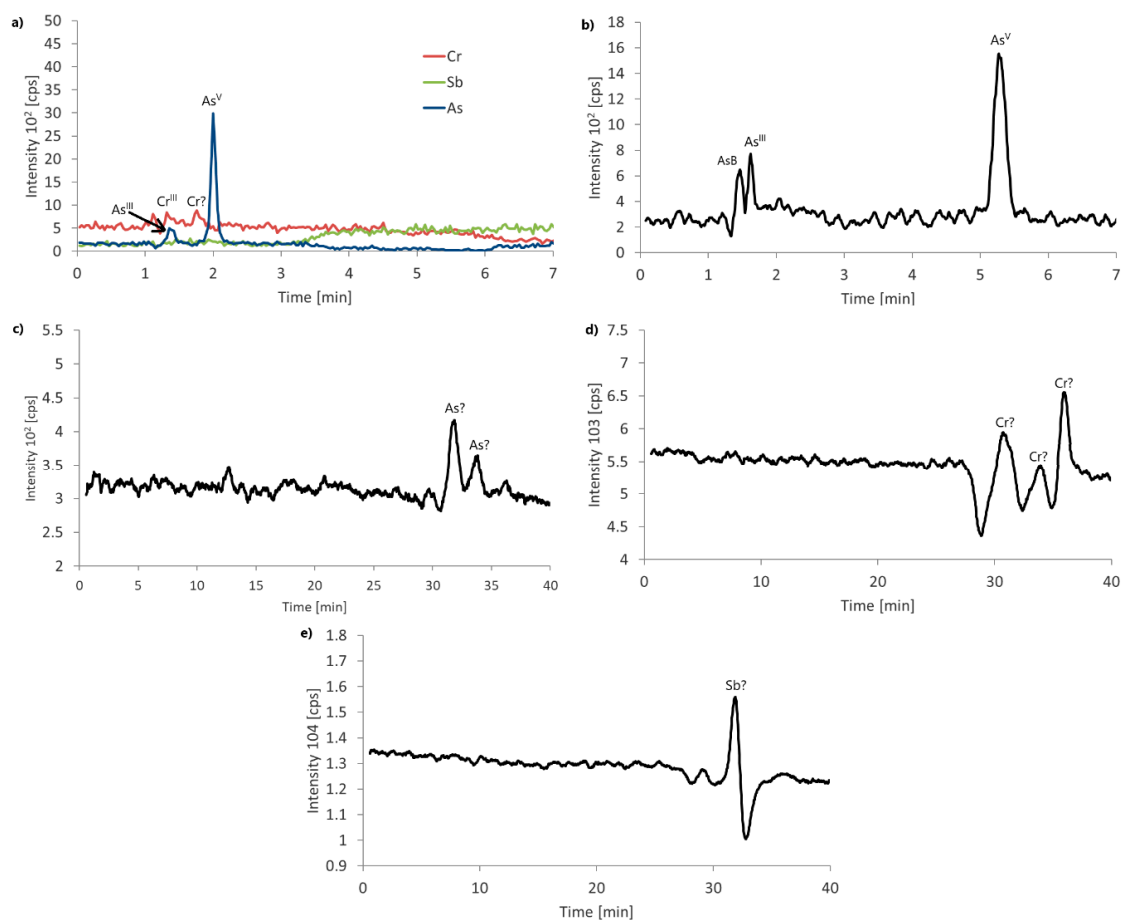 a)
50
45
40
35
30
25
20
15
10
5
0
Intensity 10² [cps]
Cr
Sb
As
As^V
As^III
Cr^III
Cr?
0 1 2 3 4 5 6 7
Time [min]
b)
18
16
14
12
10
8
6
4
2
0
Intensity 10² [cps]
As^V
As^III
AsB
0 1 2 3 4 5 6 7
Time [min]
c)
5.5
5
4.5
4
3.5
3
2.5
2
Intensity 10² [cps]
As?
As?
0 5 10 15 20 25 30 35 40
Time [min]
d)
7.5
7
6.5
6
5.5
5
4.5
4
Intensity 103 [cps]
Cr?
Cr?
Cr?
0 10 20 30 40
Time [min]
e)
1.8
1.7
1.6
1.5
1.4
1.3
1.2
1.1
1
0.9
Intensity 104 [cps]
Sb?
0 10 20 30 40
Time [min]